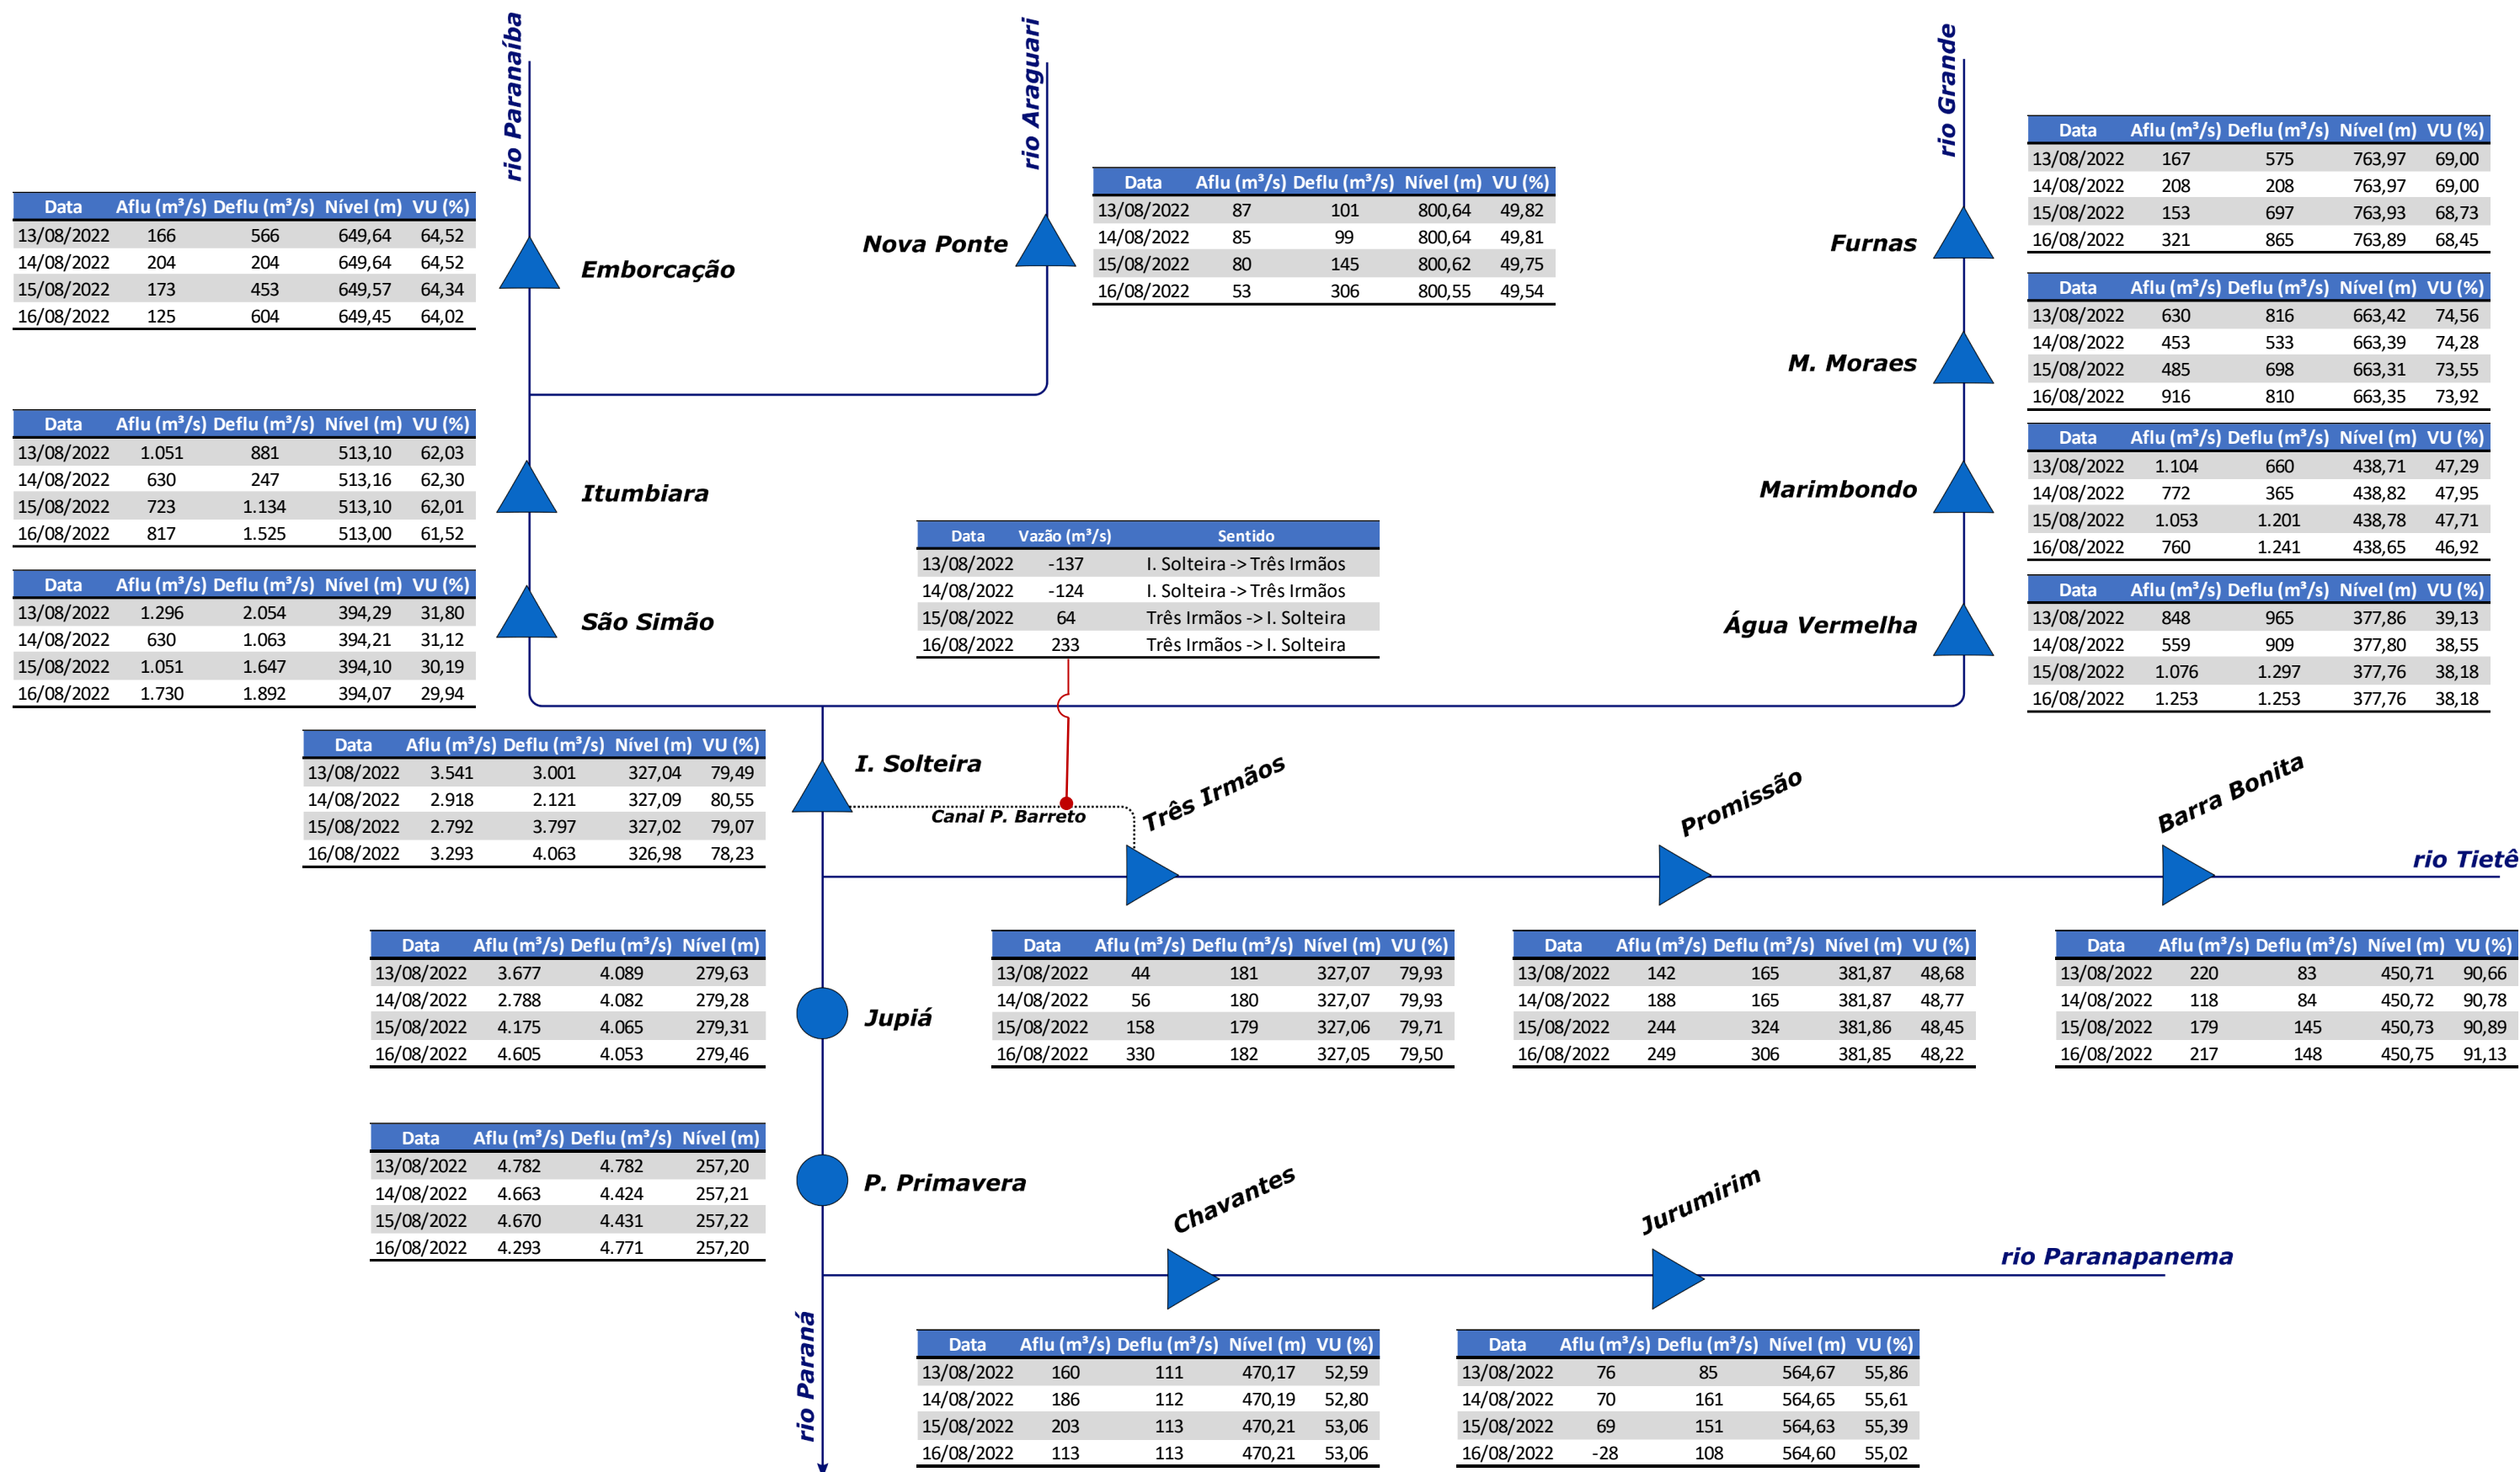 rio Paranaíba
rio Araguari
rio Grande
Data Aflu (m³/s) Deflu (m³/s) Nível (m) VU (%)
13/08/2022 166 566 649,64 64,52
14/08/2022 204 204 649,64 64,52
15/08/2022 173 453 649,57 64,34
16/08/2022 125 604 649,45 64,02
Emborcação
Nova Ponte
Data Aflu (m³/s) Deflu (m³/s) Nível (m) VU (%)
13/08/2022 87 101 800,64 49,82
14/08/2022 85 99 800,64 49,81
15/08/2022 80 145 800,62 49,75
16/08/2022 53 306 800,55 49,54
Furnas
Data Aflu (m³/s) Deflu (m³/s) Nível (m) VU (%)
13/08/2022 167 575 763,97 69,00
14/08/2022 208 208 763,97 69,00
15/08/2022 153 697 763,93 68,73
16/08/2022 321 865 763,89 68,45
M. Moraes
Data Aflu (m³/s) Deflu (m³/s) Nível (m) VU (%)
13/08/2022 630 816 663,42 74,56
14/08/2022 453 533 663,39 74,28
15/08/2022 485 698 663,31 73,55
16/08/2022 916 810 663,35 73,92
Data Aflu (m³/s) Deflu (m³/s) Nível (m) VU (%)
13/08/2022 1.051 881 513,10 62,03
14/08/2022 630 247 513,16 62,30
15/08/2022 723 1.134 513,10 62,01
16/08/2022 817 1.525 513,00 61,52
Itumbiara
Marimbondo
Data Aflu (m³/s) Deflu (m³/s) Nível (m) VU (%)
13/08/2022 1.104 660 438,71 47,29
14/08/2022 772 365 438,82 47,95
15/08/2022 1.053 1.201 438,78 47,71
16/08/2022 760 1.241 438,65 46,92
Data Aflu (m³/s) Deflu (m³/s) Nível (m) VU (%)
13/08/2022 1.296 2.054 394,29 31,80
14/08/2022 630 1.063 394,21 31,12
15/08/2022 1.051 1.647 394,10 30,19
16/08/2022 1.730 1.892 394,07 29,94
São Simão
Data Vazão (m³/s) Sentido
13/08/2022 -137 I. Solteira -> Três Irmãos
14/08/2022 -124 I. Solteira -> Três Irmãos
15/08/2022 64 Três Irmãos -> I. Solteira
16/08/2022 233 Três Irmãos -> I. Solteira
Água Vermelha
Data Aflu (m³/s) Deflu (m³/s) Nível (m) VU (%)
13/08/2022 848 965 377,86 39,13
14/08/2022 559 909 377,80 38,55
15/08/2022 1.076 1.297 377,76 38,18
16/08/2022 1.253 1.253 377,76 38,18
Data Aflu (m³/s) Deflu (m³/s) Nível (m) VU (%)
13/08/2022 3.541 3.001 327,04 79,49
14/08/2022 2.918 2.121 327,09 80,55
15/08/2022 2.792 3.797 327,02 79,07
16/08/2022 3.293 4.063 326,98 78,23
I. Solteira
Canal P. Barreto
Três Irmãos
Promissão
Barra Bonita
rio Tietê
Data Aflu (m³/s) Deflu (m³/s) Nível (m)
13/08/2022 3.677 4.089 279,63
14/08/2022 2.788 4.082 279,28
15/08/2022 4.175 4.065 279,31
16/08/2022 4.605 4.053 279,46
Jupiá
Data Aflu (m³/s) Deflu (m³/s) Nível (m) VU (%)
13/08/2022 44 181 327,07 79,93
14/08/2022 56 180 327,07 79,93
15/08/2022 158 179 327,06 79,71
16/08/2022 330 182 327,05 79,50
Data Aflu (m³/s) Deflu (m³/s) Nível (m) VU (%)
13/08/2022 142 165 381,87 48,68
14/08/2022 188 165 381,87 48,77
15/08/2022 244 324 381,86 48,45
16/08/2022 249 306 381,85 48,22
Data Aflu (m³/s) Deflu (m³/s) Nível (m) VU (%)
13/08/2022 220 83 450,71 90,66
14/08/2022 118 84 450,72 90,78
15/08/2022 179 145 450,73 90,89
16/08/2022 217 148 450,75 91,13
Data Aflu (m³/s) Deflu (m³/s) Nível (m)
13/08/2022 4.782 4.782 257,20
14/08/2022 4.663 4.424 257,21
15/08/2022 4.670 4.431 257,22
16/08/2022 4.293 4.771 257,20
P. Primavera
Chavantes
Jurumirim
rio Paranapanema
rio Paraná
Data Aflu (m³/s) Deflu (m³/s) Nível (m) VU (%)
13/08/2022 160 111 470,17 52,59
14/08/2022 186 112 470,19 52,80
15/08/2022 203 113 470,21 53,06
16/08/2022 113 113 470,21 53,06
Data Aflu (m³/s) Deflu (m³/s) Nível (m) VU (%)
13/08/2022 76 85 564,67 55,86
14/08/2022 70 161 564,65 55,61
15/08/2022 69 151 564,63 55,39
16/08/2022 -28 108 564,60 55,02